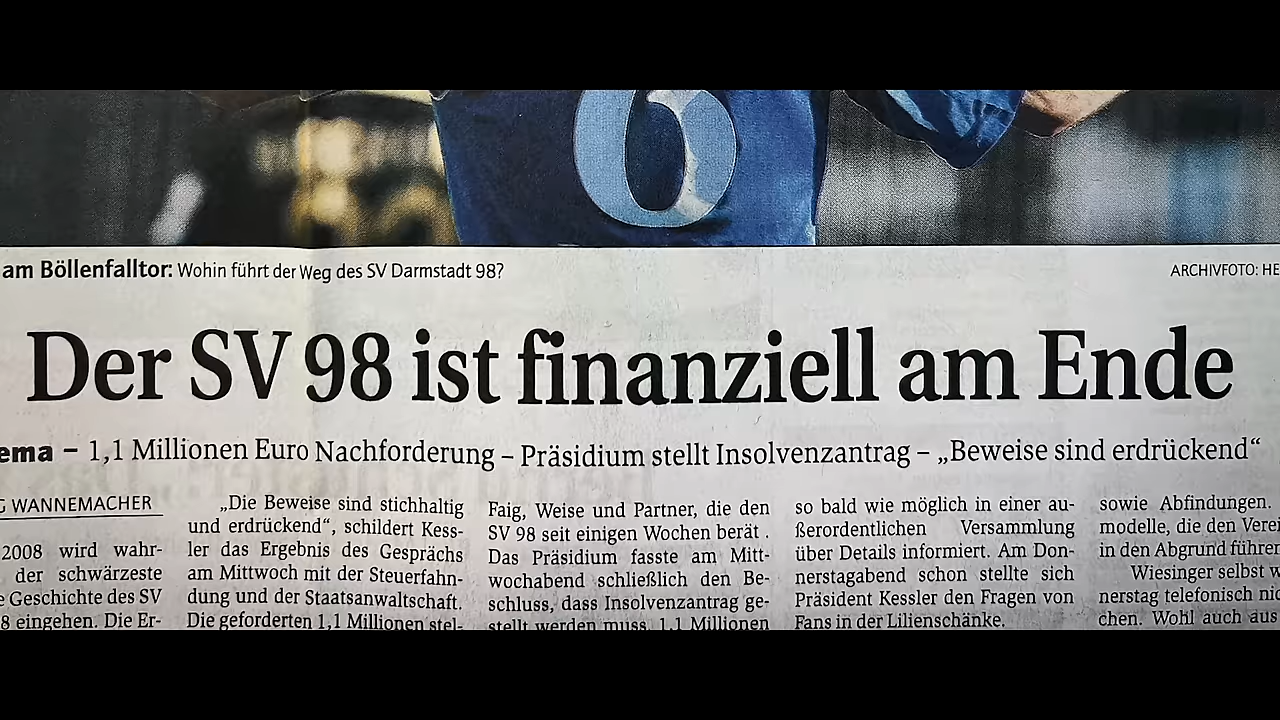 6
am Böllenfalltor: Wohin führt der Weg des SV Darmstadt 98?
ARCHIVFOTO: HE
Der SV 98 ist finanziell am Ende
ema – 1,1 Millionen Euro Nachforderung – Präsidium stellt Insolvenzantrag – „Beweise sind erdrückend“
G WANNEMACHER
2008 wird wahr-
der schwärzeste
e Geschichte des SV
8 eingehen. Die Er-
„Die Beweise sind stichhaltig
und erdrückend“, schildert Kess-
ler das Ergebnis des Gesprächs
am Mittwoch mit der Steuerfahn-
dung und der Staatsanwaltschaft.
Die geforderten 1,1 Millionen stel-
Faig, Weise und Partner, die den
SV 98 seit einigen Wochen berät .
Das Präsidium fasste am Mitt-
wochabend schließlich den Be-
schluss, dass Insolvenzantrag ge-
stellt werden muss. 1,1 Millionen
so bald wie möglich in einer au-
ßerordentlichen Versammlung
über Details informiert. Am Don-
nerstagabend schon stellte sich
Präsident Kessler den Fragen von
Fans in der Lilienschänke.
sowie Abfindungen.
modelle, die den Verei
in den Abgrund führen
Wiesinger selbst w
nerstag telefonisch nic
chen. Wohl auch aus